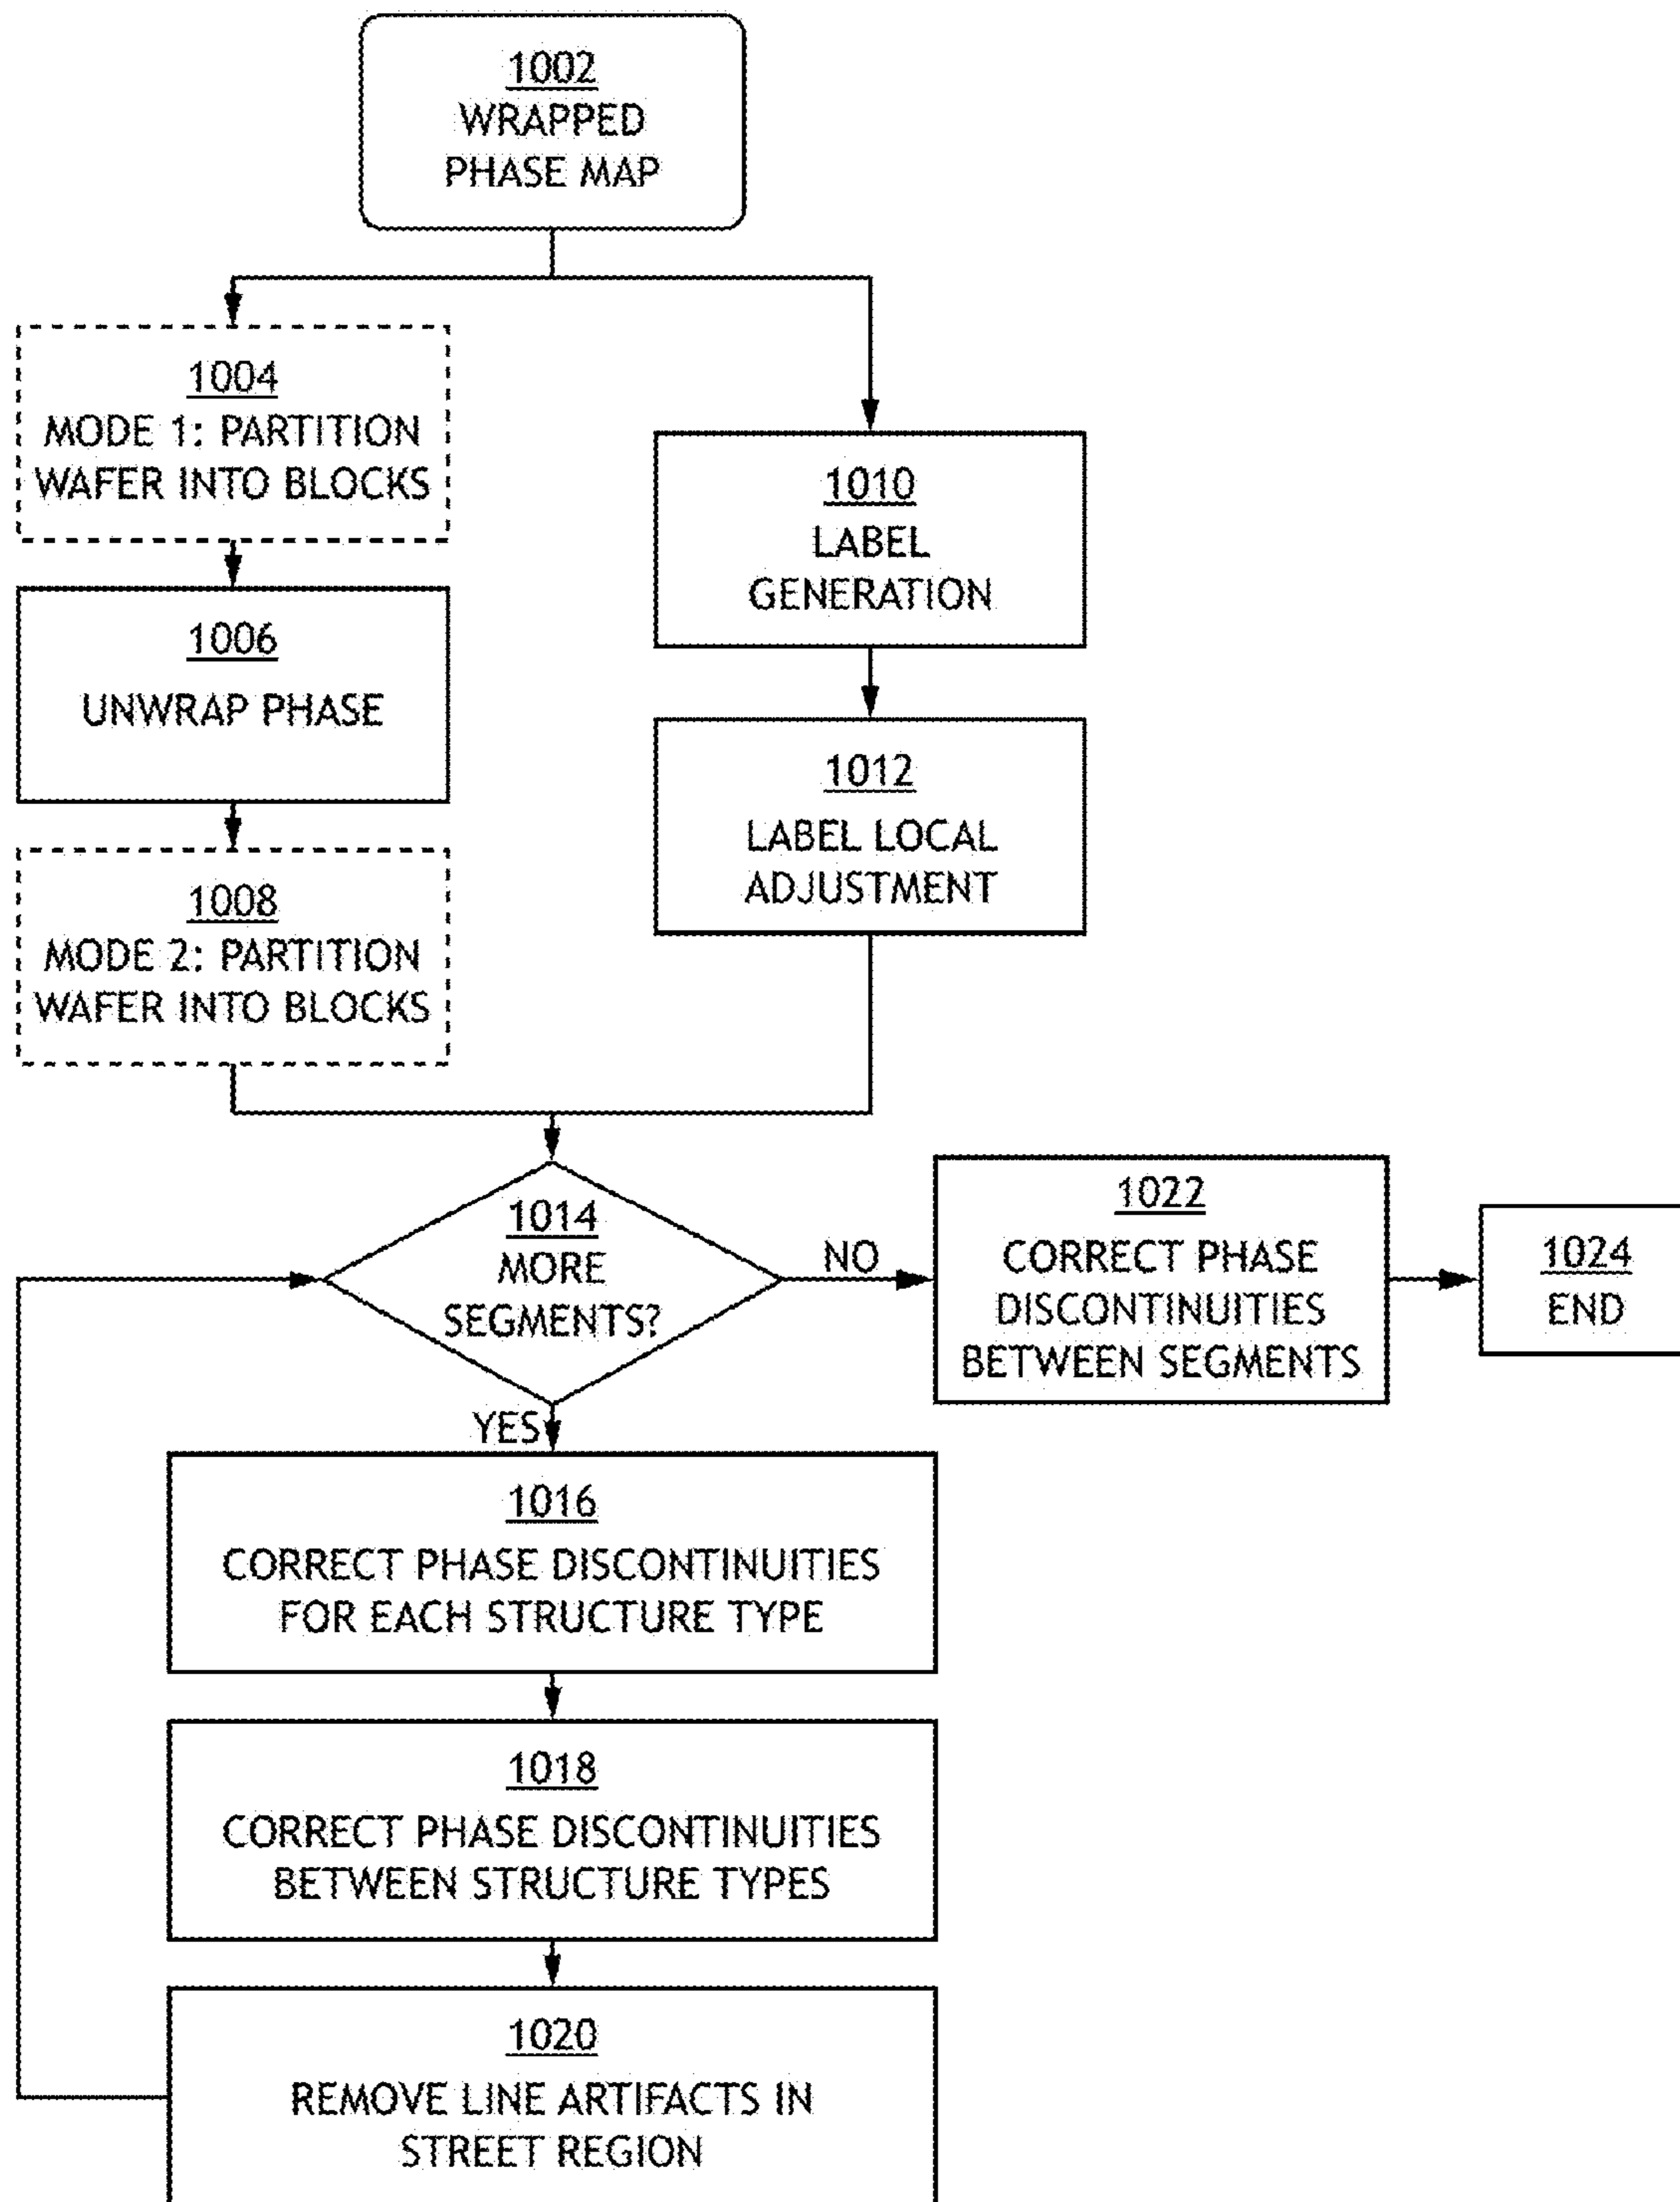 1002
WRAPPED
PHASE MAP
1004
MODE 1: PARTITION
WAFER INTO BLOCKS
1006
UNWRAP PHASE
1008
MODE 2: PARTITION
WAFER INTO BLOCKS
1010
LABEL
GENERATION
1012
LABEL LOCAL
ADJUSTMENT
1014
MORE
SEGMENTS?
NO
1022
CORRECT PHASE
DISCONTINUITIES
BETWEEN SEGMENTS
1024
END
YES
1016
CORRECT PHASE DISCONTINUITIES
FOR EACH STRUCTURE TYPE
1018
CORRECT PHASE DISCONTINUITIES
BETWEEN STRUCTURE TYPES
1020
REMOVE LINE ARTIFACTS IN
STREET REGION